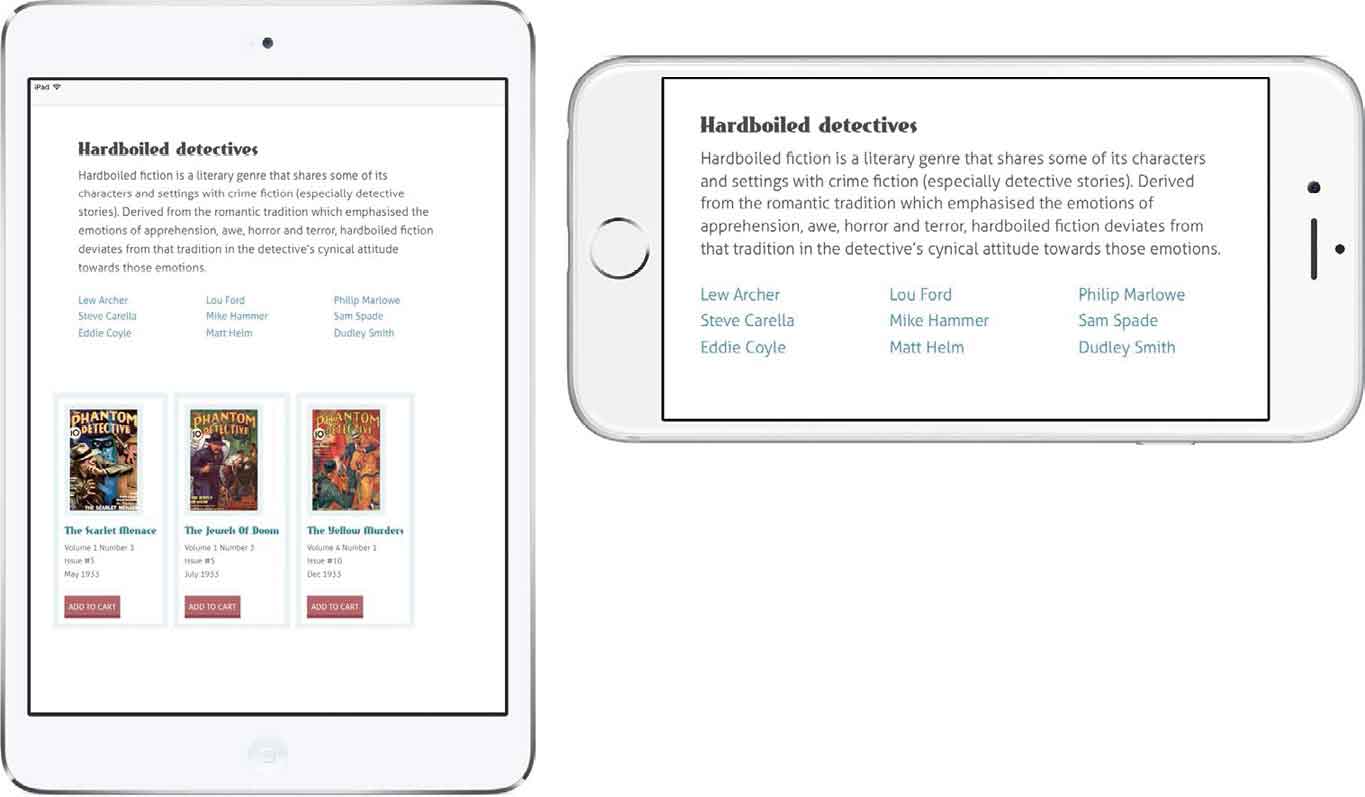 iPad
Hardboiled detectives
Hardboiled fiction is a literary genre that shares some of its
characters and settings with crime fiction (especially detective
stories). Derived from the romantic tradition which emphasised the
emotions of apprehension, awe, horror and terror, hardboiled fiction
deviates from that tradition in the detective's cynical attitude
towards those emotions.
Lew Archer Lou Ford Philip Marlowe
Steve Carella Mike Hammer Sam Spade
Eddie Coyle Matt Helm Dudley Smith
PHANTOM DETECTIVE
10
THE SCARLET MENACE
The Scarlet Menace
Volume 1 Number 3
Issue #5
May 1933
ADD TO CART
PHANTOM DETECTIVE
10
The Jewels Of Doom
Volume 1 Number 3
Issue #5
July 1933
ADD TO CART
PHANTOM DETECTIVE
10
The Yellow Murders
Volume 4 Number 1
Issue #10
Dec 1933
ADD TO CART
Hardboiled detectives
Hardboiled fiction is a literary genre that shares some of its characters
and settings with crime fiction (especially detective stories). Derived
from the romantic tradition which emphasised the emotions of
apprehension, awe, horror and terror, hardboiled fiction deviates from
that tradition in the detective's cynical attitude towards those emotions.
Lew Archer Lou Ford Philip Marlowe
Steve Carella Mike Hammer Sam Spade
Eddie Coyle Matt Helm Dudley Smith